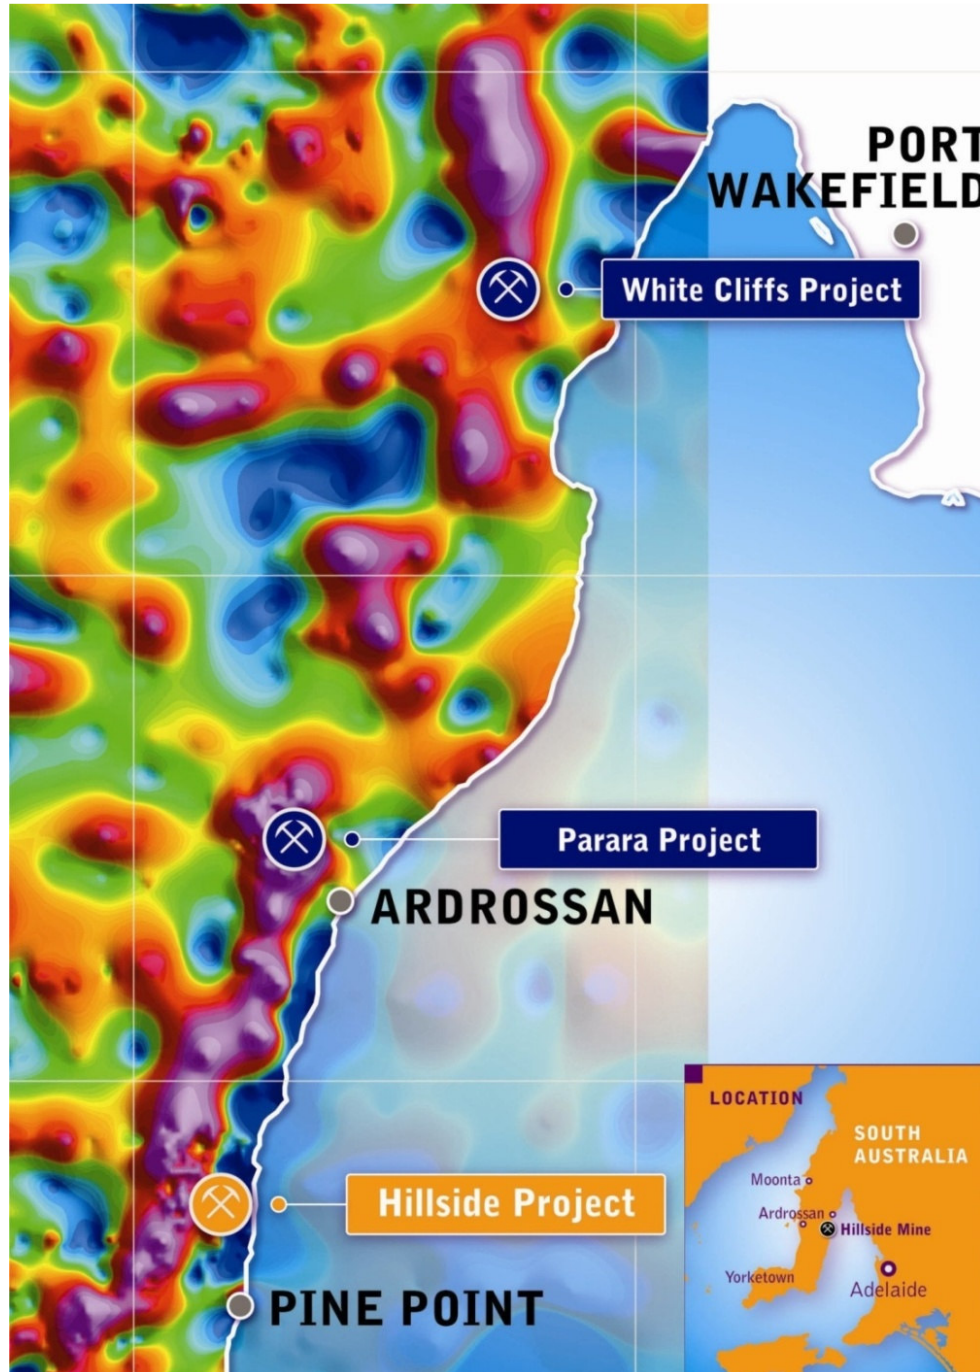 PORT
WAKEFIELD
White Cliffs Project
Parara Project
ARDROSSAN
Hillside Project
PINE POINT
LOCATION
SOUTH
AUSTRALIA
Moonta
Ardrossan
Hillside Mine
Yorketown
Adelaide